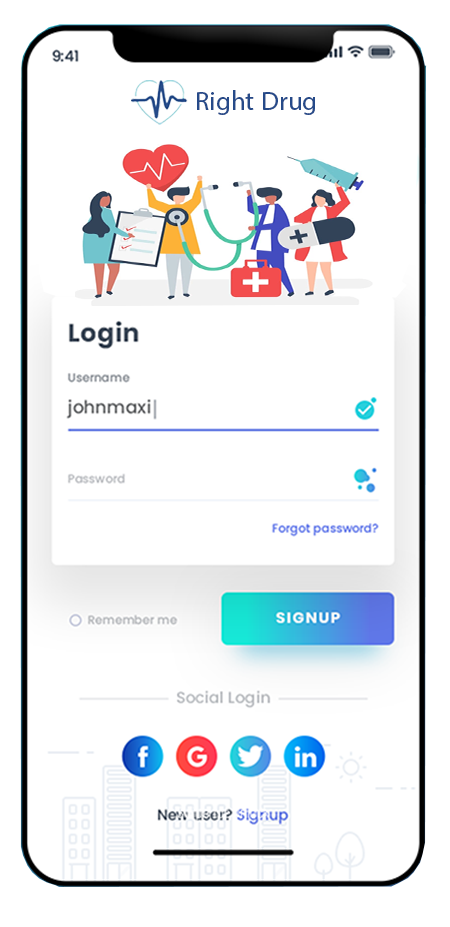 9:41
Right Drug
Login
Username
johnmaxi
Password
Forgot password?
Remember me
SIGNUP
Social Login
f G in
New user? Signup